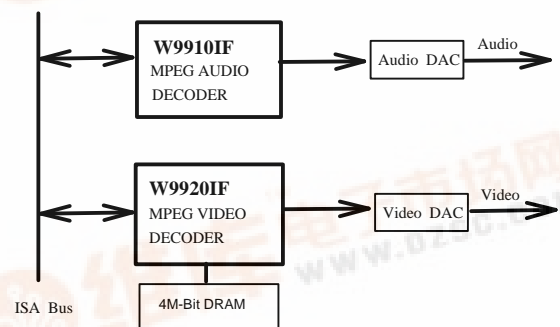 W9910IF
MPEG AUDIO
DECODER
Audio DAC
Audio
W9920IF
MPEG VIDEO
DECODER
Video DAC
Video
ISA Bus
4M-Bit DRAM